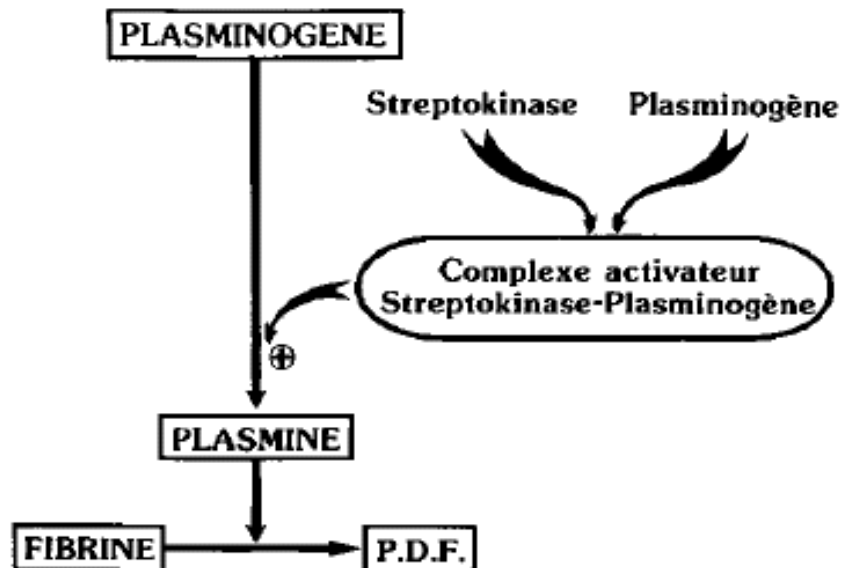 PLASMINOGENE
Streptokinase Plasminogène
Complexe activateur
Streptokinase-Plasminogène
⊕
PLASMINE
FIBRINE
P.D.F.